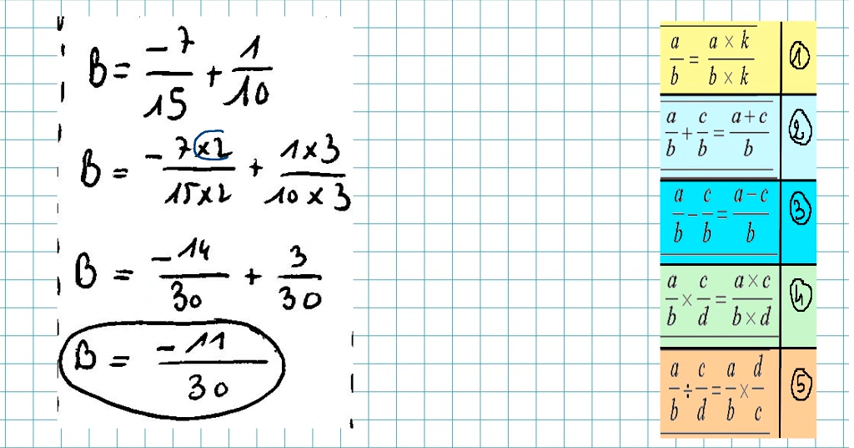 B = -7/15 + 1/10
B = -7×2/15×2 + 1×3/10×3
B = -14/30 + 3/30
B = -11/30
a/b = a×k/b×k ①
a/b + c/b = a+c/b ②
a/b - c/b = a-c/b ③
a/b × c/d = a×c/b×d ④
a/b ÷ c/d = a/b × d/c ⑤